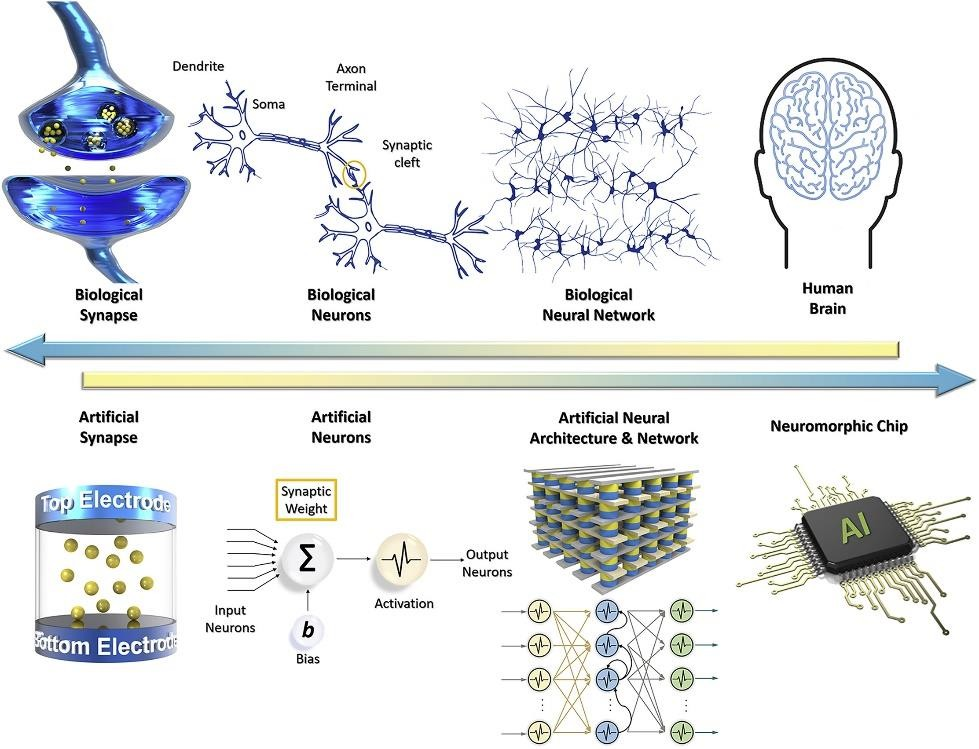 Dendrite
Soma
Axon
Terminal
Synaptic
cleft
Biological
Synapse
Biological
Neurons
Biological
Neural Network
Human
Brain
Artificial
Synapse
Artificial
Neurons
Artificial Neural
Architecture & Network
Neuromorphic Chip
Top Electrode
Bottom Electrode
Synaptic
Weight
Σ
Input
Neurons
b
Bias
Activation
Output
Neurons
AI